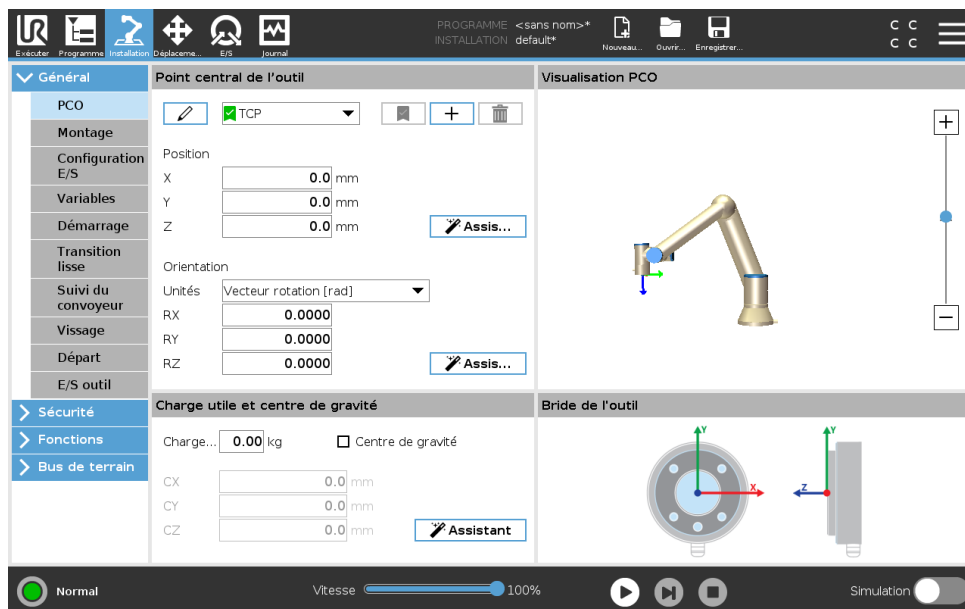 PROGRAMME <sans nom>*
INSTALLATION default*
Exécuter
Programme
Installation
Déplaceme...
E/S
Journal
Nouveau...
Ouvrir...
Enregistrer...
C C
C C
Général
PCO
Montage
Configuration
E/S
Variables
Démarrage
Transition
lisse
Suivi du
convoyeur
Vissage
Départ
E/S outil
Sécurité
Fonctions
Bus de terrain
Point central de l'outil
TCP
Position
X 0.0 mm
Y 0.0 mm
Z 0.0 mm
Assis...
Orientation
Unités Vecteur rotation [rad]
RX 0.0000
RY 0.0000
RZ 0.0000
Assis...
Charge utile et centre de gravité
Charge... 0.00 kg
Centre de gravité
CX 0.0 mm
CY 0.0 mm
CZ 0.0 mm
Assistant
Visualisation PCO
Bride de l'outil
Y
X
Y
Z
Normal
Vitesse
100%
Simulation